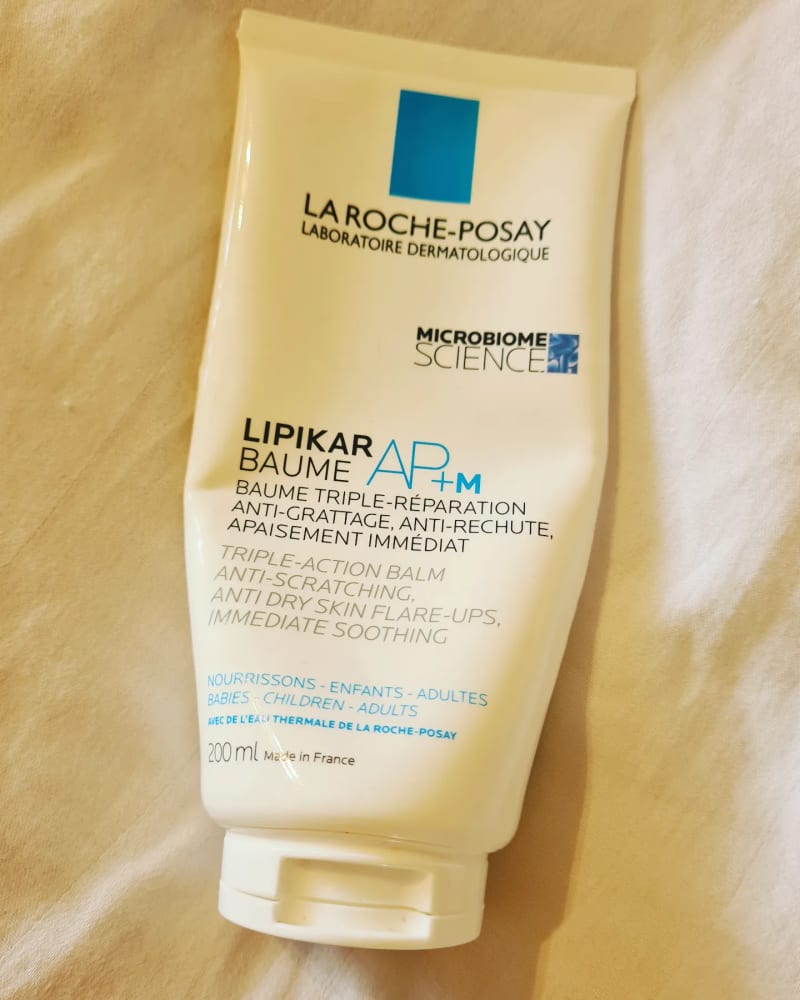 LA ROCHE-POSAY
LABORATOIRE DERMATOLOGIQUE
MICROBIOME
SCIENCE
LIPIKAR
BAUME AP+M
BAUME TRIPLE-RÉPARATION
ANTI-GRATTAGE, ANTI-RECHUTE,
APAISEMENT IMMÉDIAT
TRIPLE-ACTION BALM
ANTI-SCRATCHING,
ANTI DRY SKIN FLARE-UPS,
IMMEDIATE SOOTHING
NOURRISSONS - ENFANTS - ADULTES
BABIES - CHILDREN - ADULTS
AVEC DE L'EAU THERMALE DE LA ROCHE-POSAY
200 ml Made in France